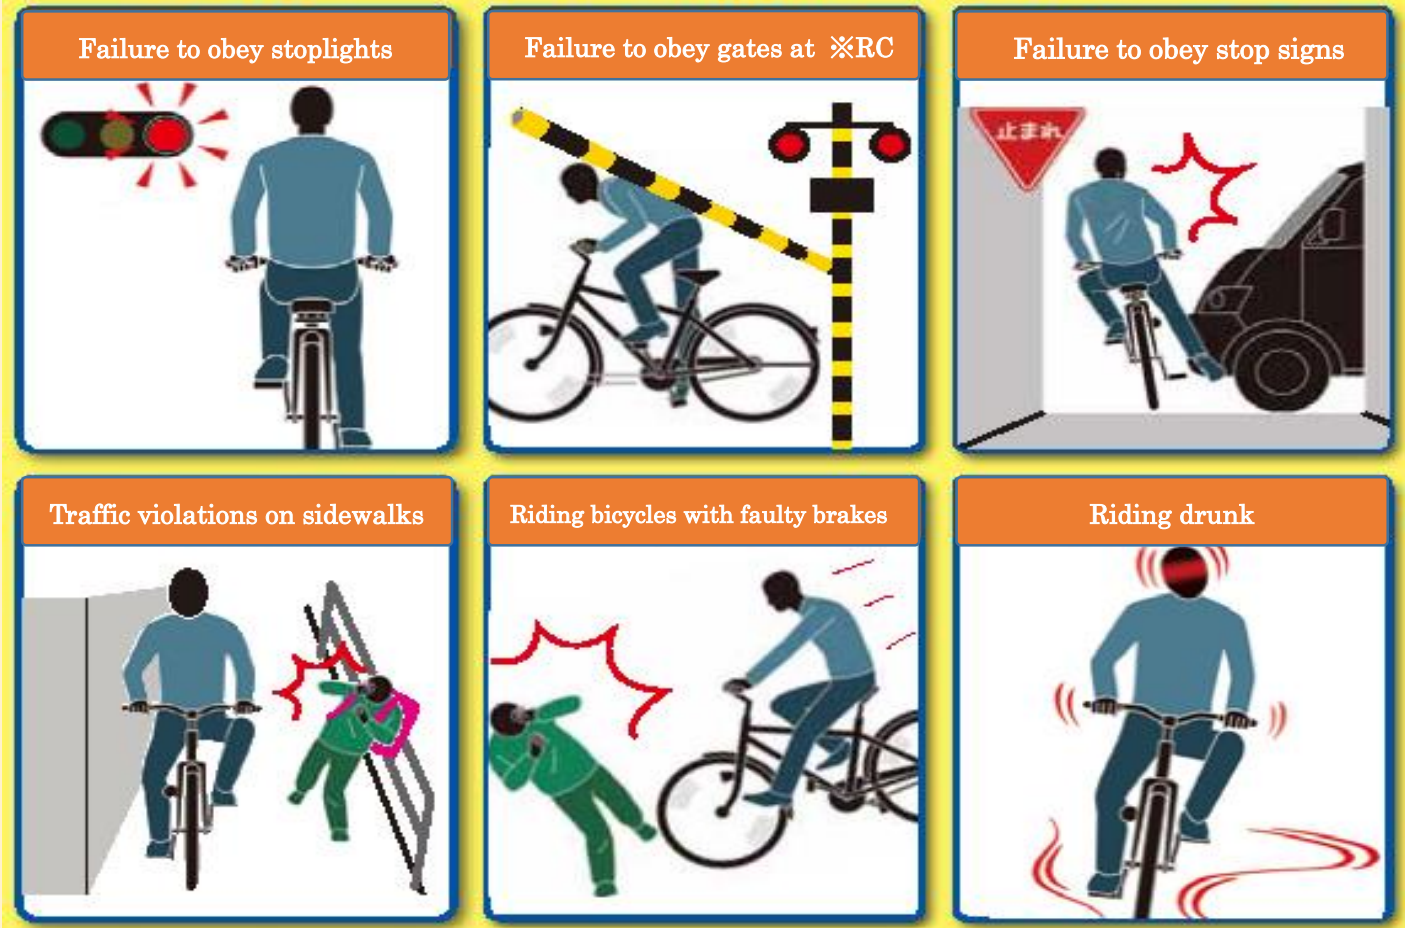 Failure to obey stoplights
Failure to obey gates at ※RC
Failure to obey stop signs
止まれ
Traffic violations on sidewalks
Riding bicycles with faulty brakes
Riding drunk